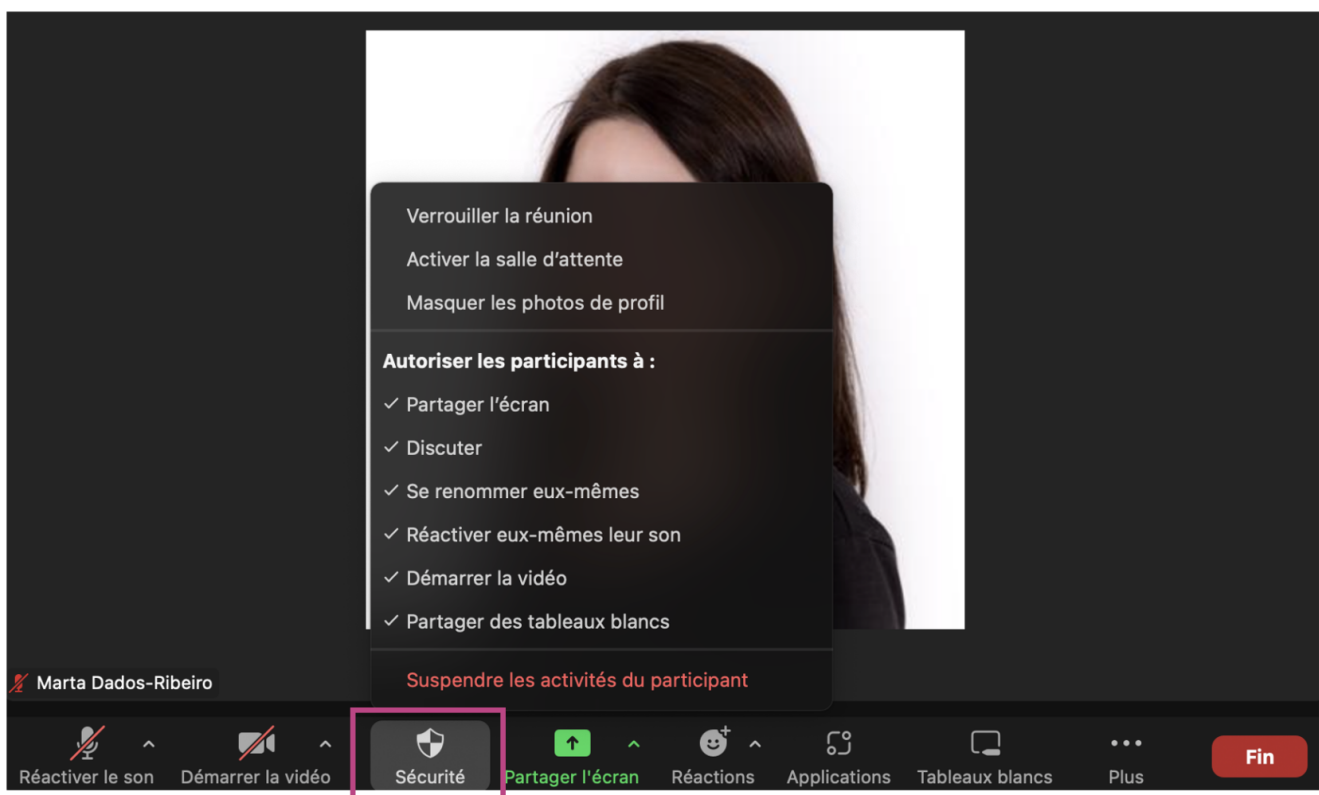 Verrouiller la réunion
Activer la salle d’attente
Masquer les photos de profil
Autoriser les participants à :
Partager l’écran
Discuter
Se renommer eux-mêmes
Réactiver eux-mêmes leur son
Démarrer la vidéo
Partager des tableaux blancs
Suspendre les activités du participant
Marta Dados-Ribeiro
Réactiver le son Démarrer la vidéo Sécurité Partager l'écran Réactions Applications Tableaux blancs Plus Fin